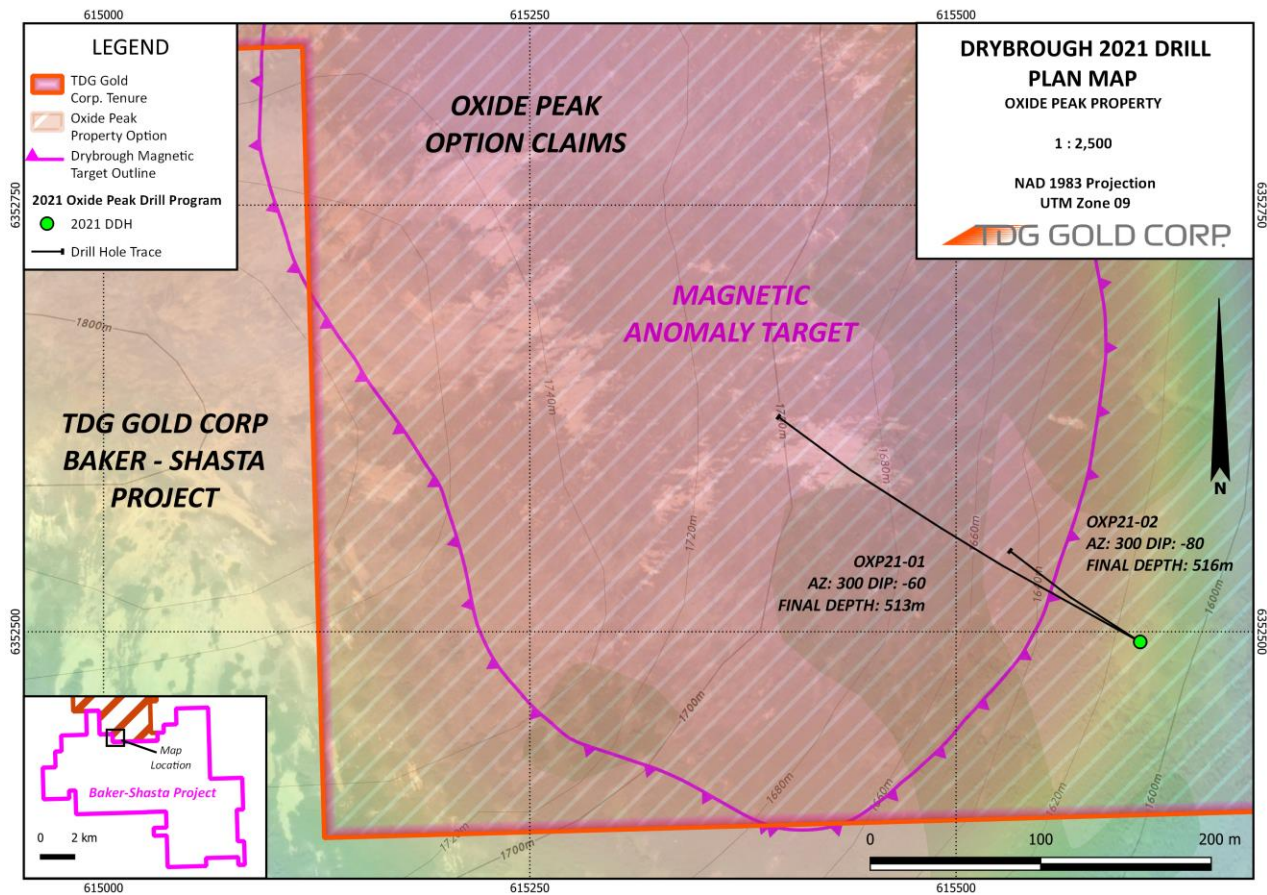 615000
615250
615500
LEGEND
TDG Gold
Corp. Tenure
Oxide Peak
Property Option
Drybrough Magnetic
Target Outline
2021 Oxide Peak Drill Program
2021 DDH
Drill Hole Trace
OXIDE PEAK
OPTION CLAIMS
DRYBROUGH 2021 DRILL
PLAN MAP
OXIDE PEAK PROPERTY
1 : 2,500
NAD 1983 Projection
UTM Zone 09
TDG GOLD CORP.
6352750
6352750
MAGNETIC
ANOMALY TARGET
1800m
1740m
TDG GOLD CORP
BAKER - SHASTA
PROJECT
1680m
N
1720m
1660m
OXP21-02
AZ: 300 DIP: -80
FINAL DEPTH: 516m
OXP21-01
AZ: 300 DIP: -60
FINAL DEPTH: 513m
1600m
6352500
6352500
1700m
Map
Location
Baker-Shasta Project
0 2 km
1680m
1660m
1620m
1600m
1700m
0 100 200 m
615000
615250
615500